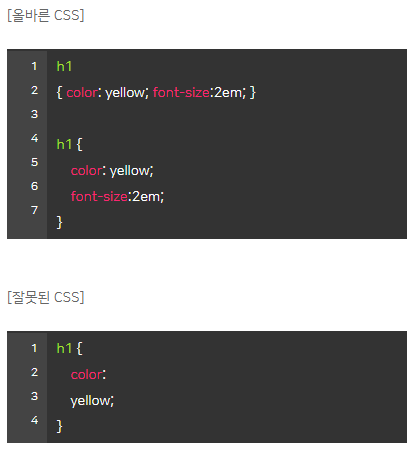 [올바른 CSS]
1 h1
2 { color: yellow; font-size:2em; }
3
4 h1 {
5 color: yellow;
6 font-size:2em;
7 }
[잘못된 CSS]
1 h1 {
2 color:
3 yellow;
4 }